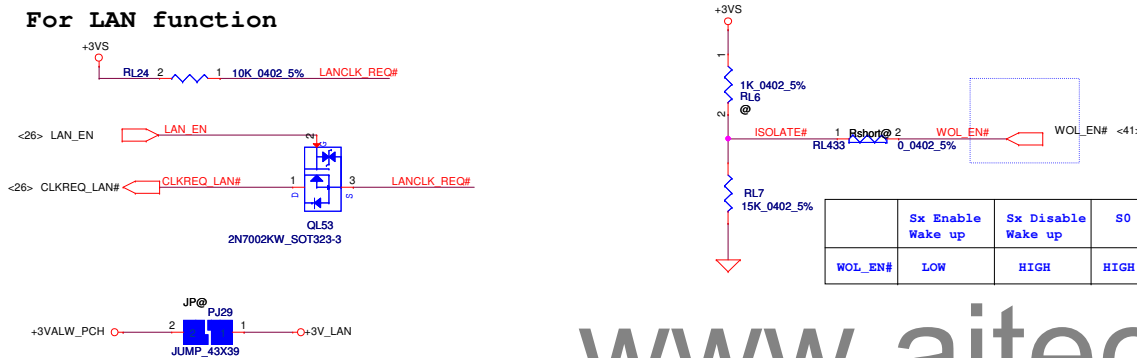 For LAN function
+3VS
RL24 2 1 10K_0402_5% LANCLK_REQ#
<26> LAN_EN LAN_EN
2
G
<26> CLKREQ_LAN# CLKREQ_LAN# 1 3 LANCLK_REQ#
D S
QL53
2N7002KW_SOT323-3
JP@
PJ29
+3VALW_PCH 2 1 +3V_LAN
JUMP_43X39
+3VS
1
1K_0402_5%
RL6
2 @
ISOLATE# 1 Rshort@ 2 WOL_EN# WOL_EN# <41>
RL433 0_0402_5%
RL7
15K_0402_5%
Sx Enable Sx Disable S0
Wake up Wake up
WOL_EN# LOW HIGH HIGH
www.aitec